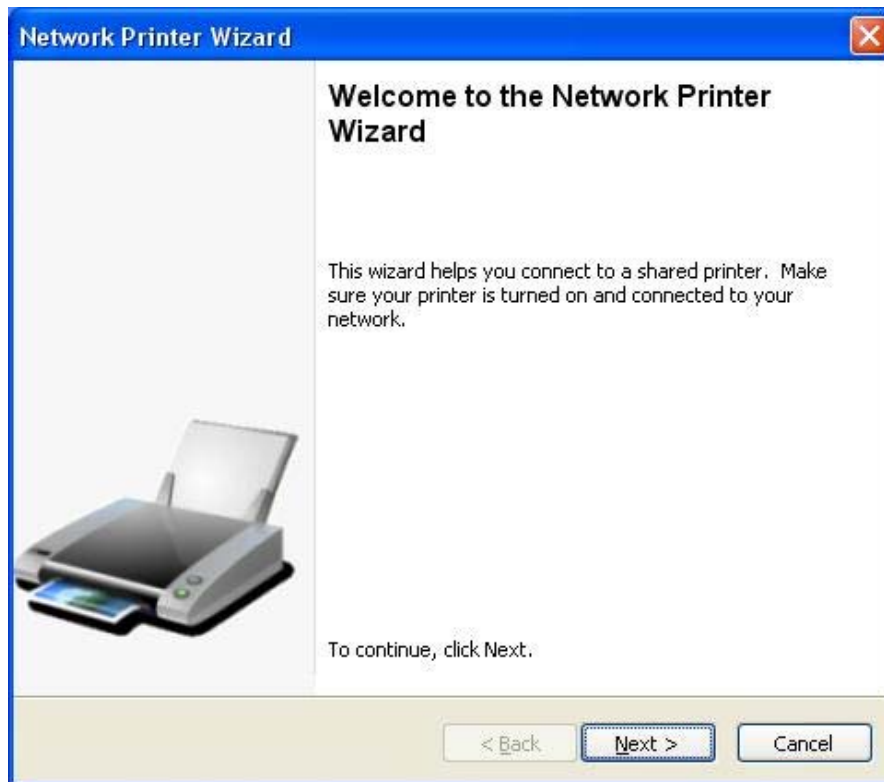 Network Printer Wizard
Welcome to the Network Printer
Wizard
This wizard helps you connect to a shared printer.  Make
sure your printer is turned on and connected to your
network.
To continue, click Next.
< Back
Next >
Cancel